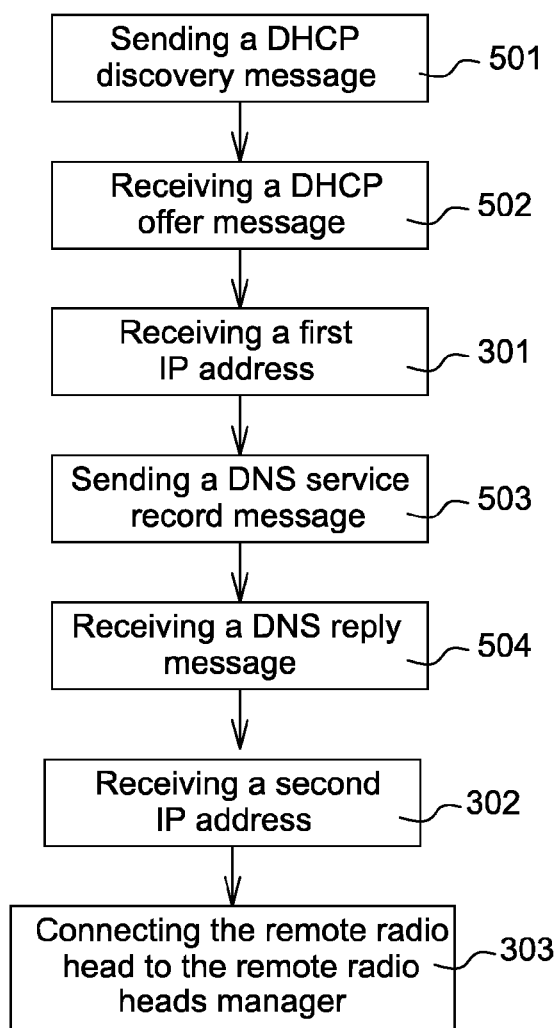 Sending a DHCP
discovery message
501
Receiving a DHCP
offer message
502
Receiving a first
IP address
301
Sending a DNS service
record message
503
Receiving a DNS reply
message
504
Receiving a second
IP address
302
Connecting the remote radio
head to the remote radio
heads manager
303